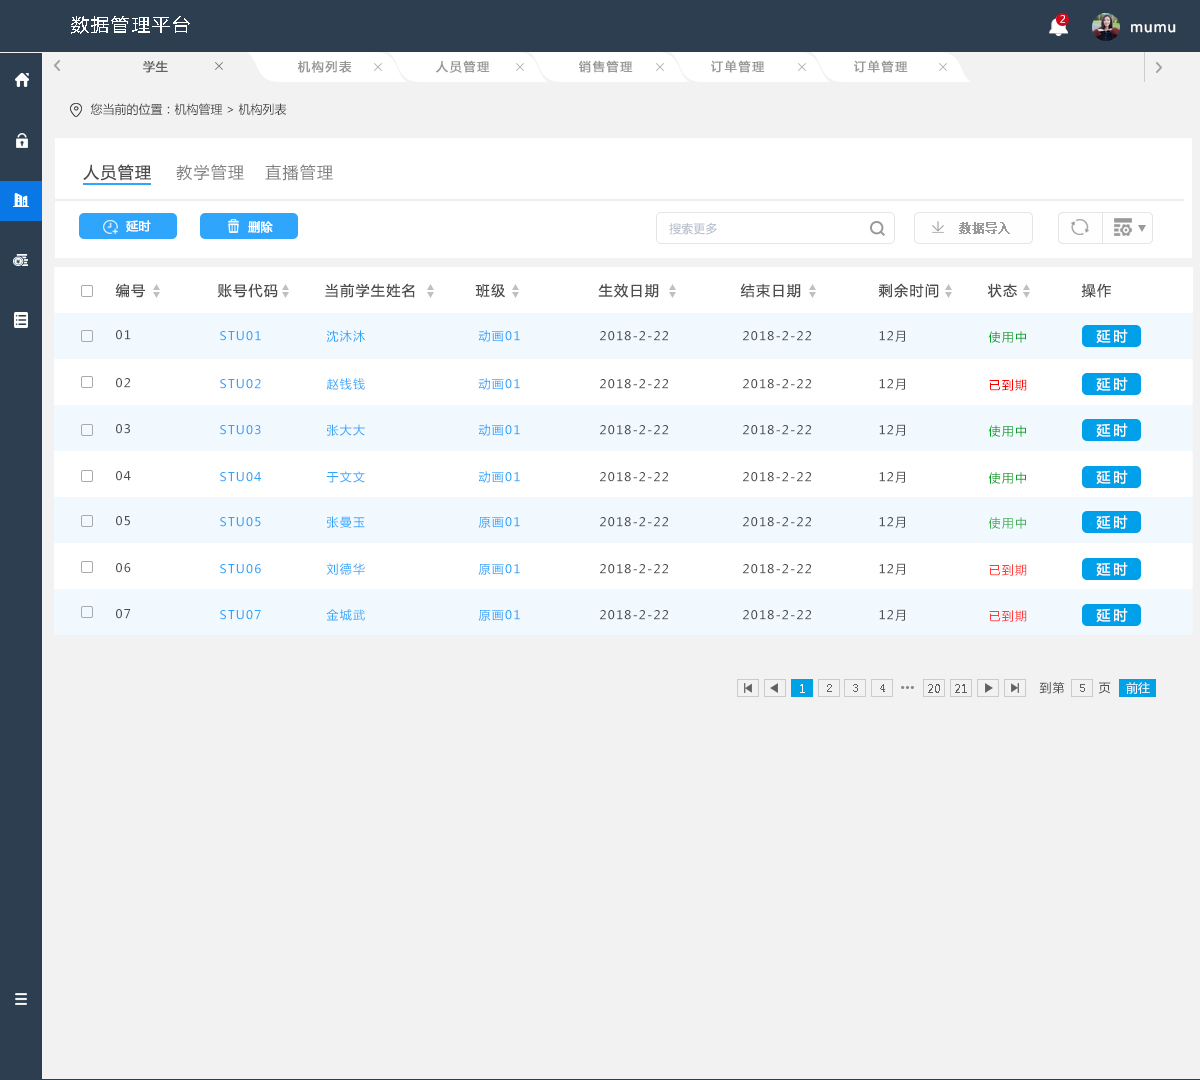 数据管理平台 2 mumu
学生 机构列表 人员管理 销售管理 订单管理 订单管理
您当前的位置：机构管理 > 机构列表
人员管理 教学管理 直播管理
延时 删除 搜索更多 数据导入
编号 账号代码 当前学生姓名 班级 生效日期 结束日期 剩余时间 状态 操作
01 STU01 沈沐沐 动画01 2018-2-22 2018-2-22 12月 使用中 延时
02 STU02 赵钱钱 动画01 2018-2-22 2018-2-22 12月 已到期 延时
03 STU03 张大大 动画01 2018-2-22 2018-2-22 12月 使用中 延时
04 STU04 于文文 动画01 2018-2-22 2018-2-22 12月 使用中 延时
05 STU05 张曼玉 原画01 2018-2-22 2018-2-22 12月 使用中 延时
06 STU06 刘德华 原画01 2018-2-22 2018-2-22 12月 已到期 延时
07 STU07 金城武 原画01 2018-2-22 2018-2-22 12月 已到期 延时
1 2 3 4 ••• 20 21 到第 5 页 前往